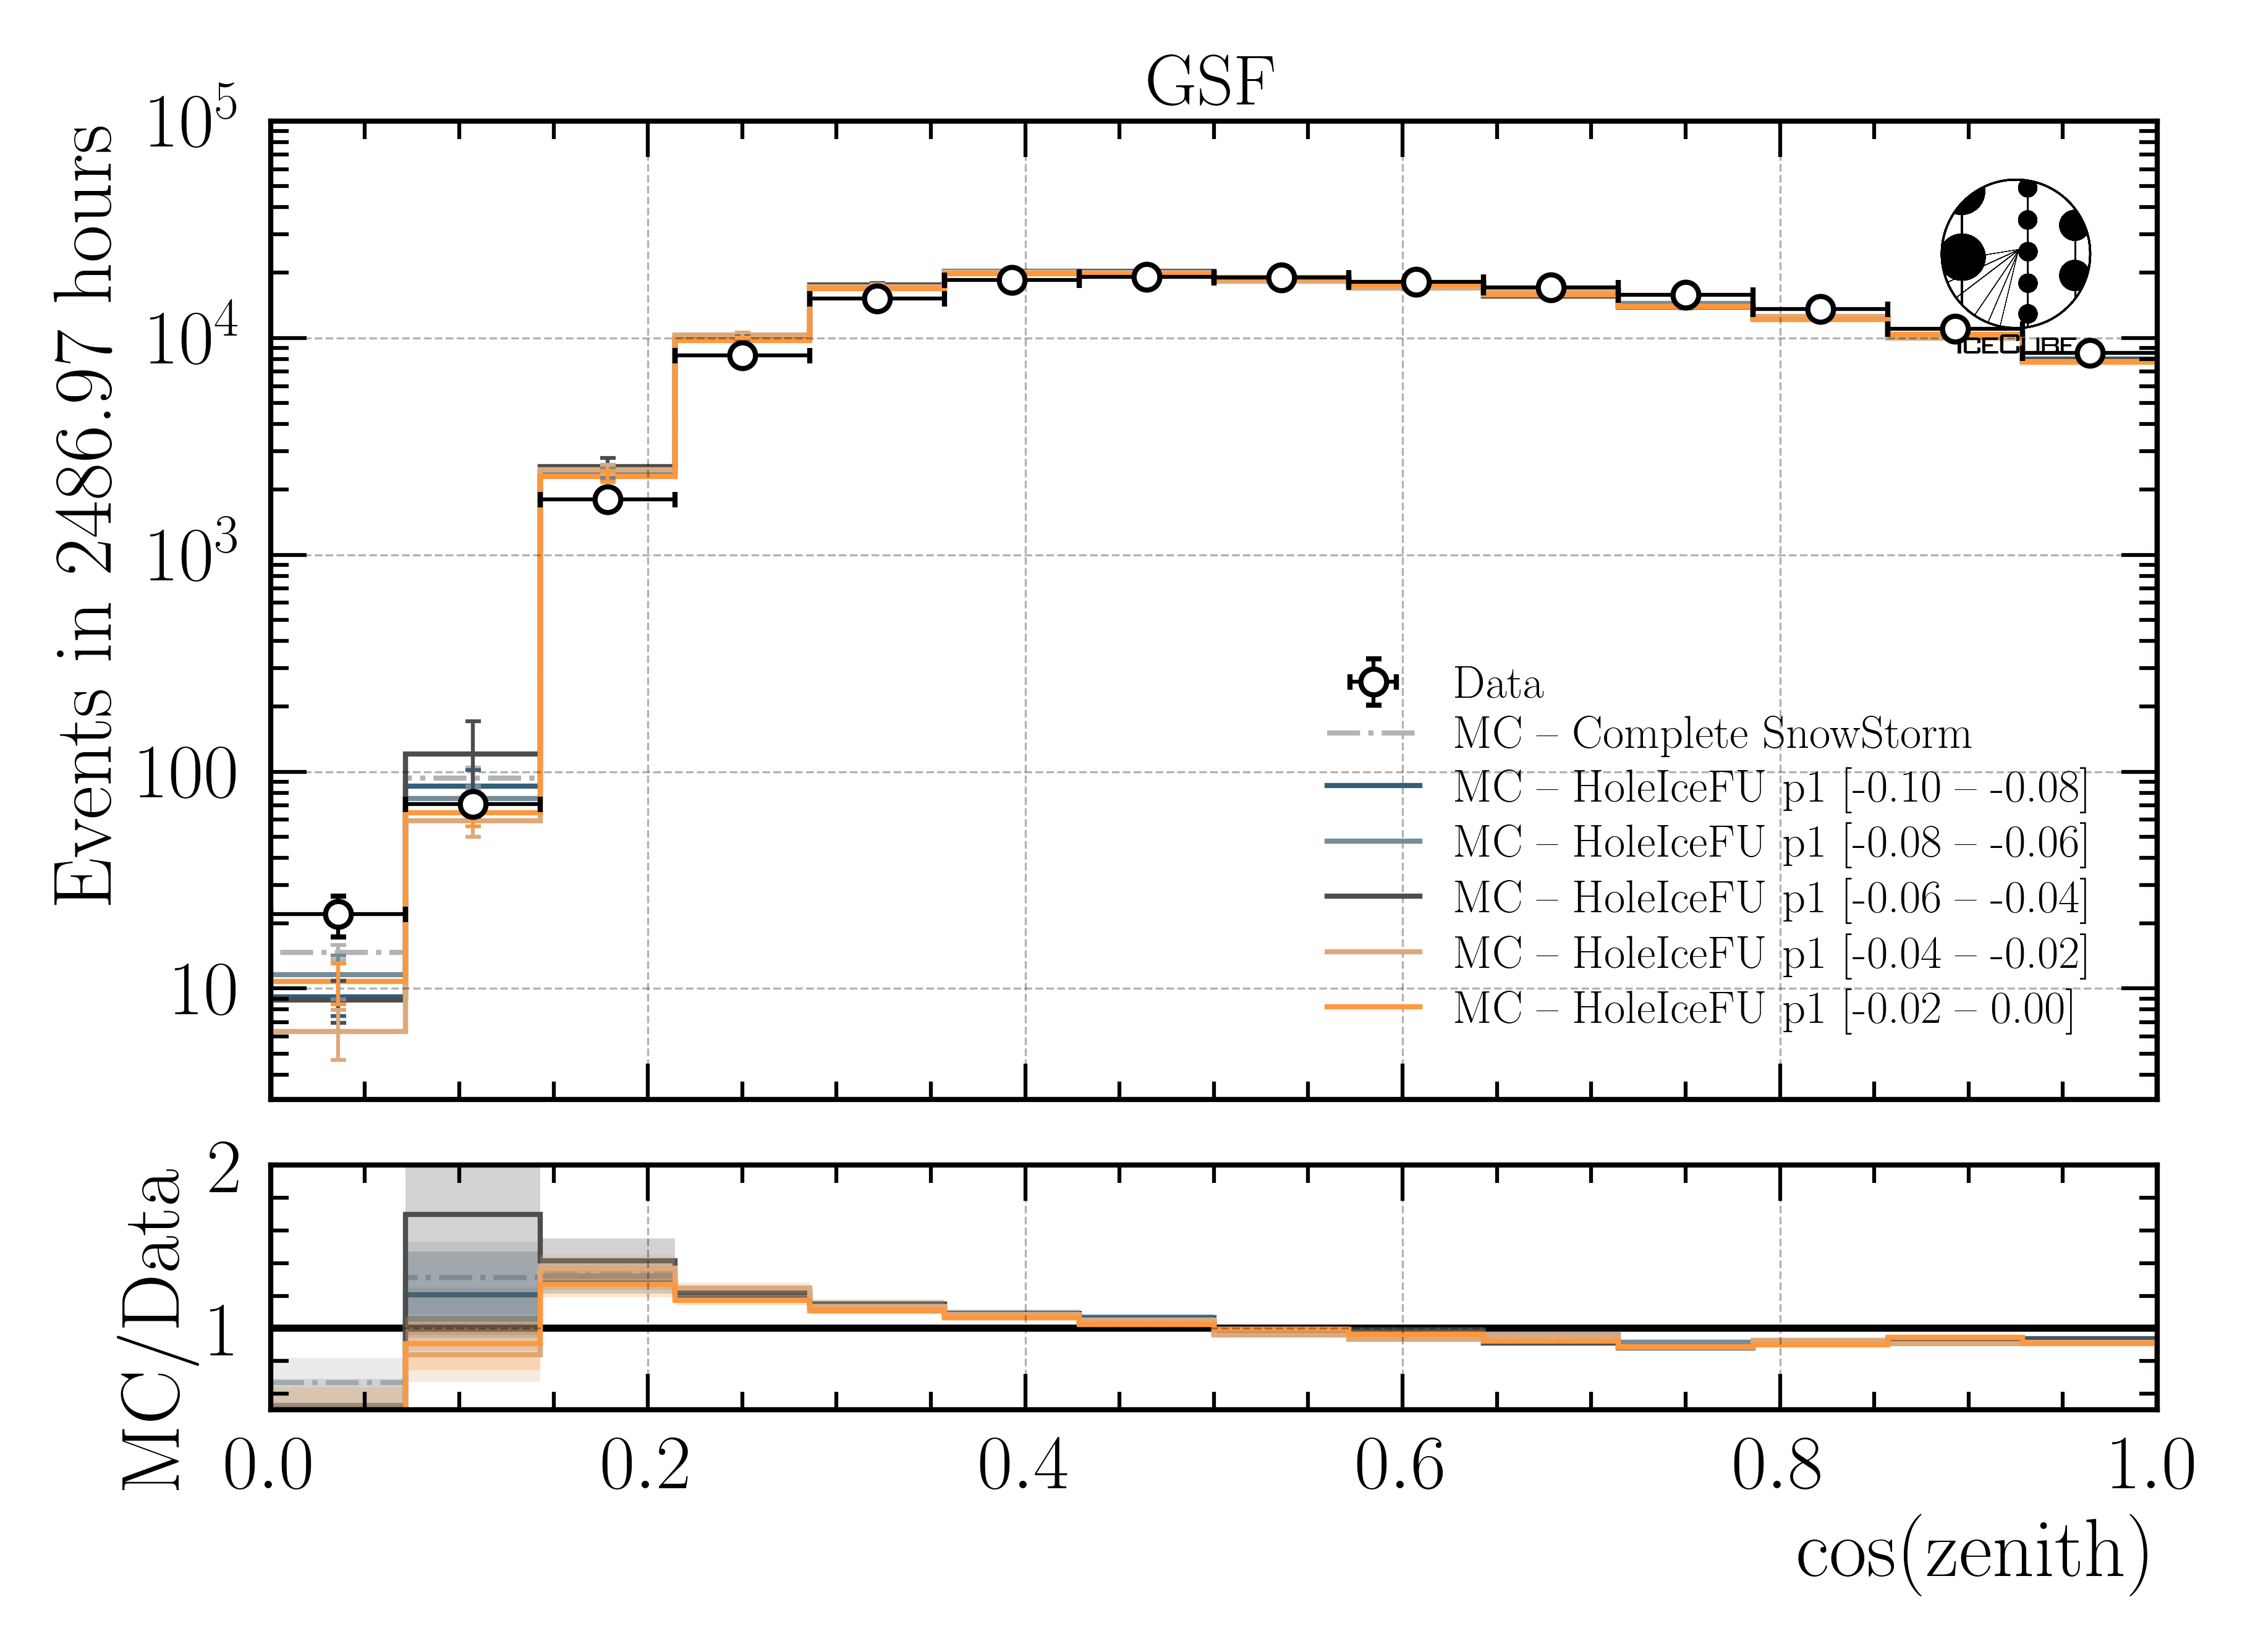 GSF
Events in 2486.97 hours
10^5
10^4
10^3
100
10
ICECUBE
Data
MC – Complete SnowStorm
MC – HoleIceFU p1 [-0.10 – -0.08]
MC – HoleIceFU p1 [-0.08 – -0.06]
MC – HoleIceFU p1 [-0.06 – -0.04]
MC – HoleIceFU p1 [-0.04 – -0.02]
MC – HoleIceFU p1 [-0.02 – 0.00]
MC/Data
2
1
0.0 0.2 0.4 0.6 0.8 1.0
cos(zenith)